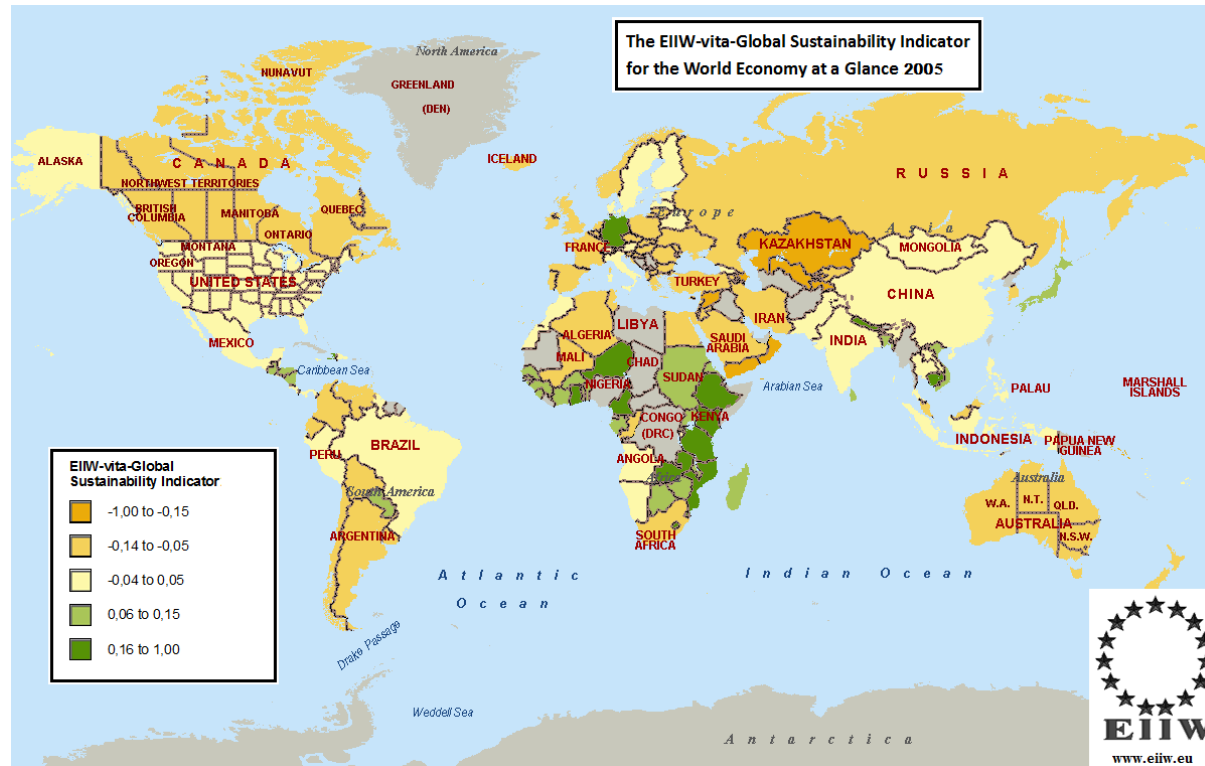 The EIIW-vita-Global Sustainability Indicator
for the World Economy at a Glance 2005
North America
NUNAVUT
GREENLAND
(DEN)
ICELAND
ALASKA
C A N A D A
NORTHWEST TERRITORIES
BRITISH
COLUMBIA
MANITOBA
QUEBEC
ONTARIO
MONTANA
OREGON
UNITED STATES
MEXICO
Caribbean Sea
R U S S I A
Europe
Asia
FRANCE
KAZAKHSTAN
MONGOLIA
TURKEY
CHINA
IRAN
ALGERIA
LIBYA
SAUDI
ARABIA
INDIA
MALI
CHAD
SUDAN
NIGERIA
Arabian Sea
PALAU
MARSHALL
ISLANDS
CONGO
(DRC)
KENYA
BRAZIL
PERU
ANGOLA
Africa
INDONESIA
PAPUA NEW
GUINEA
South America
Australia
W.A.
N.T.
QLD.
AUSTRALIA
N.S.W.
ARGENTINA
SOUTH
AFRICA
Atlantic
Ocean
Indian Ocean
Drake Passage
Weddell Sea
Antarctica
EIIW-vita-Global
Sustainability Indicator
-1,00 to -0,15
-0,14 to -0,05
-0,04 to 0,05
0,06 to 0,15
0,16 to 1,00
EIIW
www.eiiw.eu